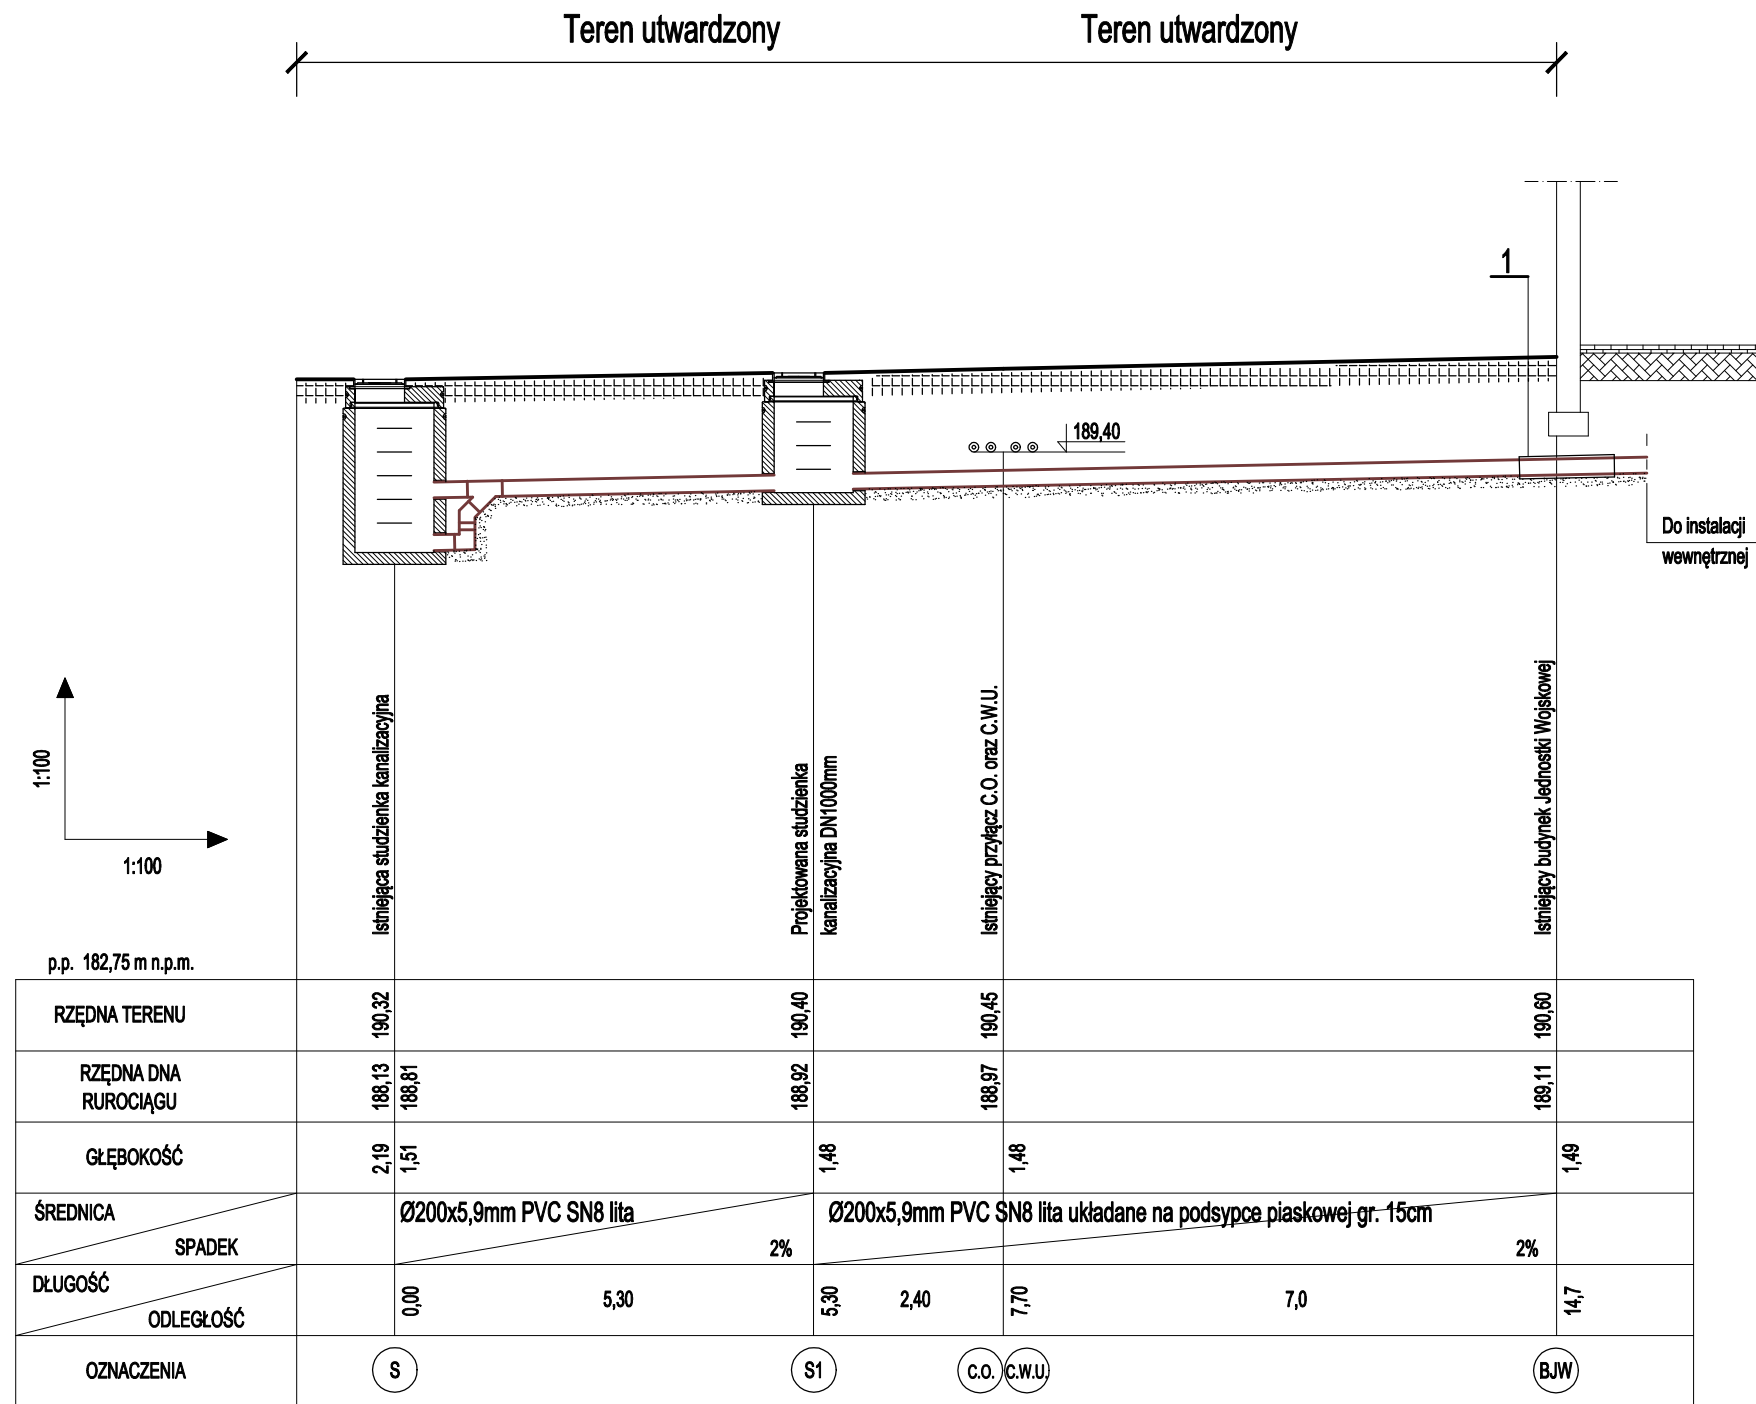 Teren utwardzony
Teren utwardzony
1
189,40
Do instalacji
wewnętrznej
1:100
1:100
Istniejąca studzienka kanalizacyjna
Projektowana studzienka
kanalizacyjna DN1000mm
Istniejący przyłącz C.O. oraz C.W.U.
Istniejący budynek Jednostki Wojskowej
p.p. 182,75 m n.p.m.
RZĘDNA TERENU
190,32
190,40
190,45
190,60
RZĘDNA DNA
RUROCIĄGU
188,13
188,81
188,92
188,97
189,11
GŁĘBOKOŚĆ
2,19
1,51
1,48
1,48
1,49
ŚREDNICA
SPADEK
Ø200x5,9mm PVC SN8 lita
2%
Ø200x5,9mm PVC SN8 lita układane na podsypce piaskowej gr. 15cm
2%
DŁUGOŚĆ
ODLEGŁOŚĆ
0,00
5,30
5,30
2,40
7,70
7,0
14,7
OZNACZENIA
S
S1
C.O.
C.W.U.
BJW